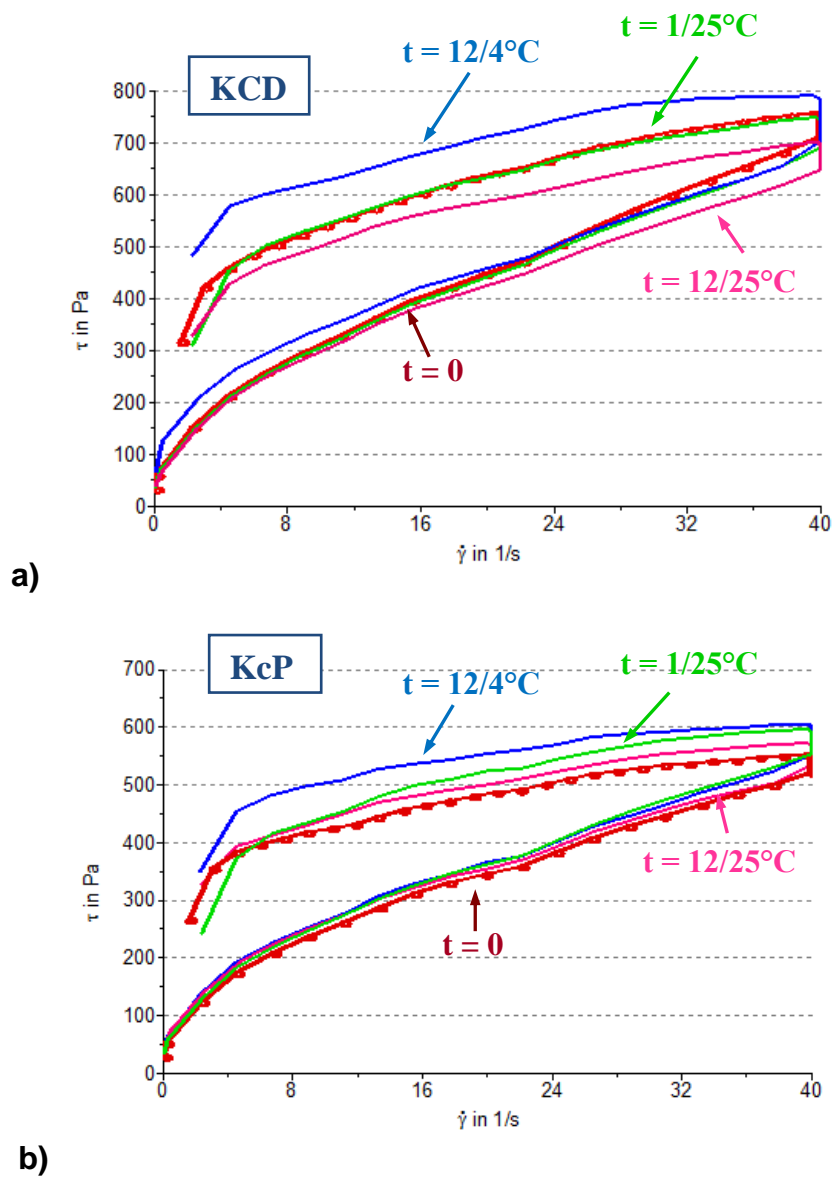 t = 1/25°C
t = 12/4°C
KCD
800
700
600
500
400
300
200
100
0
τ in Pa
t = 12/25°C
t = 0
0 8 16 24 32 40
γ̇ in 1/s
a)
KcP
t = 1/25°C
t = 12/4°C
700
600
500
400
300
200
100
0
τ in Pa
t = 12/25°C
t = 0
0 8 16 24 32 40
γ̇ in 1/s
b)